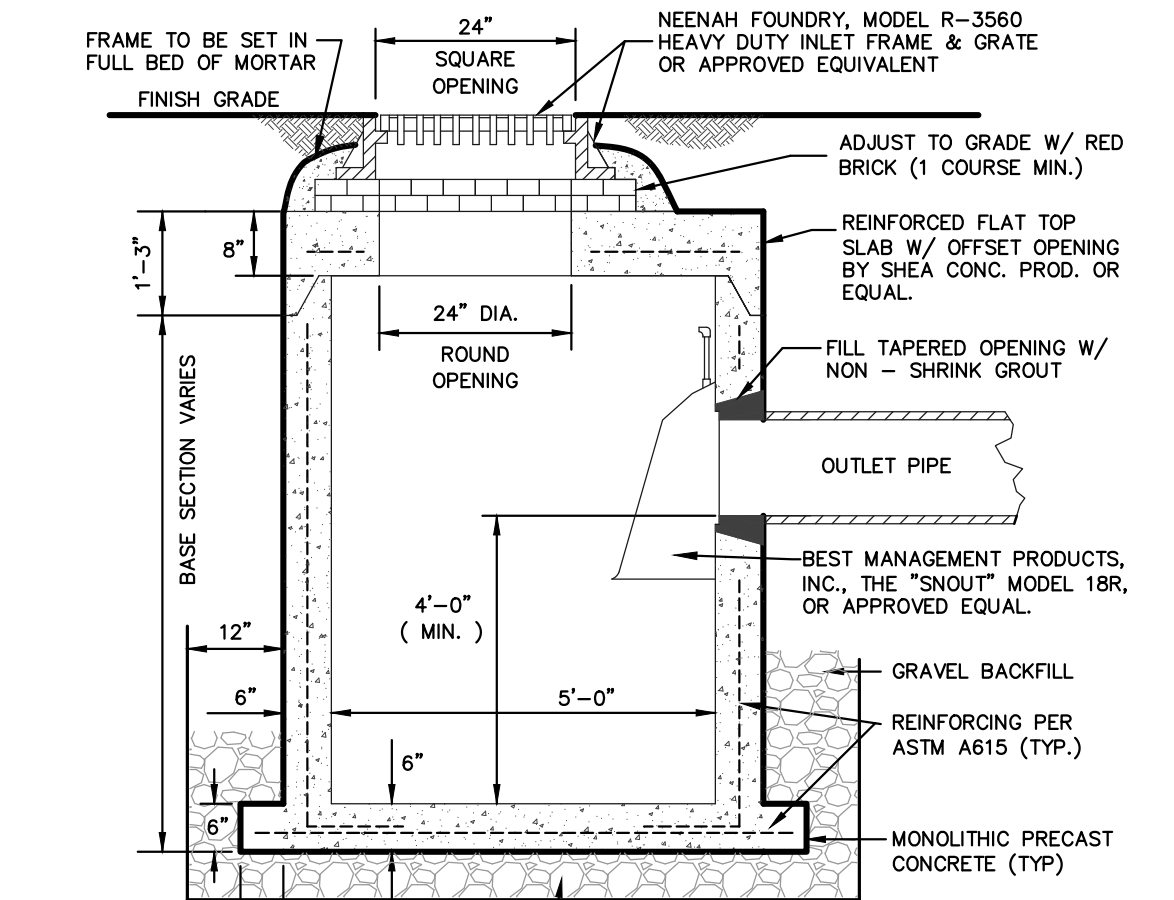 24"
SQUARE
OPENING
FRAME TO BE SET IN
FULL BED OF MORTAR
FINISH GRADE
NEENAH FOUNDRY, MODEL R-3560
HEAVY DUTY INLET FRAME & GRATE
OR APPROVED EQUIVALENT
ADJUST TO GRADE W/ RED
BRICK (1 COURSE MIN.)
REINFORCED FLAT TOP
SLAB W/ OFFSET OPENING
BY SHEA CONC. PROD. OR
EQUAL.
1'-3"
8"
24" DIA.
ROUND
OPENING
FILL TAPERED OPENING W/
NON - SHRINK GROUT
BASE SECTION VARIES
OUTLET PIPE
BEST MANAGEMENT PRODUCTS,
INC., THE "SNOUT" MODEL 18R,
OR APPROVED EQUAL.
4'-0"
( MIN. )
12"
6"
5'-0"
GRAVEL BACKFILL
REINFORCING PER
ASTM A615 (TYP.)
6"
6"
MONOLITHIC PRECAST
CONCRETE (TYP)